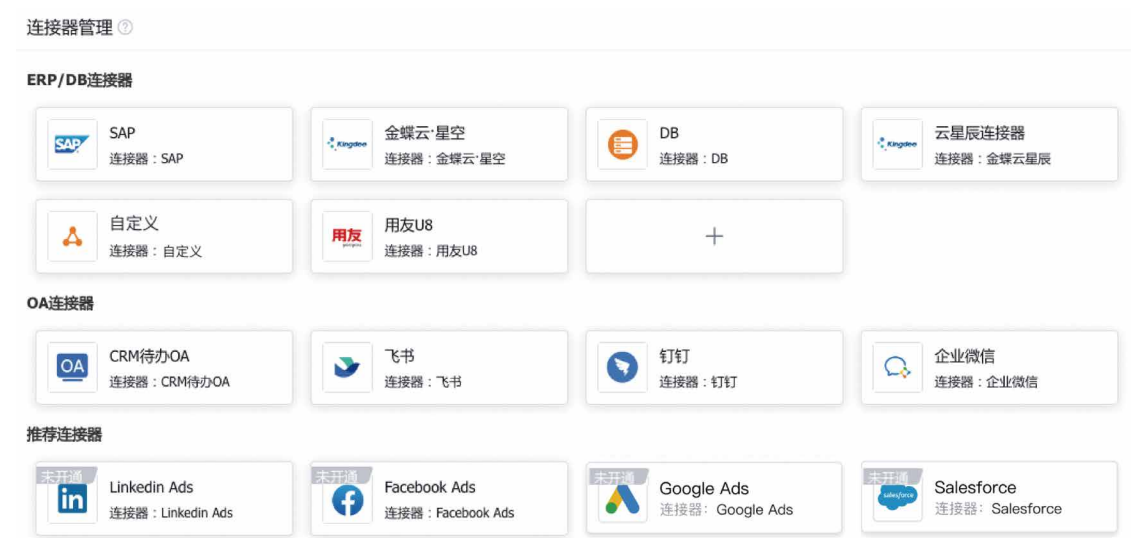 连接器管理 ?
ERP/DB连接器
SAP
SAP
连接器：SAP
Kingdee
金蝶云·星空
连接器：金蝶云·星空
DB
连接器：DB
Kingdee
云星辰连接器
连接器：金蝶云星辰
自定义
连接器：自定义
用友
用友U8
连接器：用友U8
OA连接器
OA
CRM待办OA
连接器：CRM待办OA
飞书
连接器：飞书
钉钉
连接器：钉钉
企业微信
连接器：企业微信
推荐连接器
未开通
in
Linkedin Ads
连接器：Linkedin Ads
未开通
f
Facebook Ads
连接器：Facebook Ads
未开通
Google Ads
连接器：Google Ads
未开通
salesforce
Salesforce
连接器：Salesforce